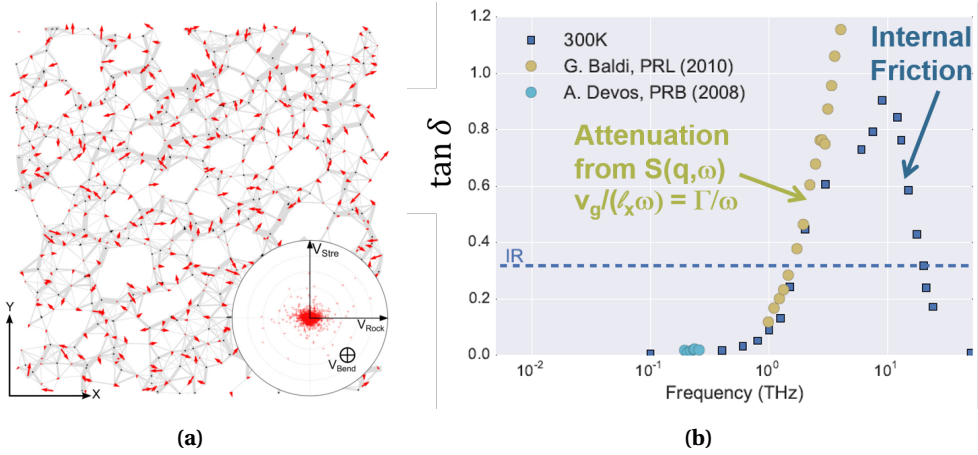 V_Stre
V_Rock
V_Bend
Y
X
(a)
1.2
1.0
0.8
0.6
0.4
0.2
0.0
tan δ
300K
G. Baldi, PRL (2010)
A. Devos, PRB (2008)
Internal
Friction
Attenuation
from S(q,ω)
v_g/(ℓ_xω) = Γ/ω
IR
10^-2
10^-1
10^0
10^1
Frequency (THz)
(b)